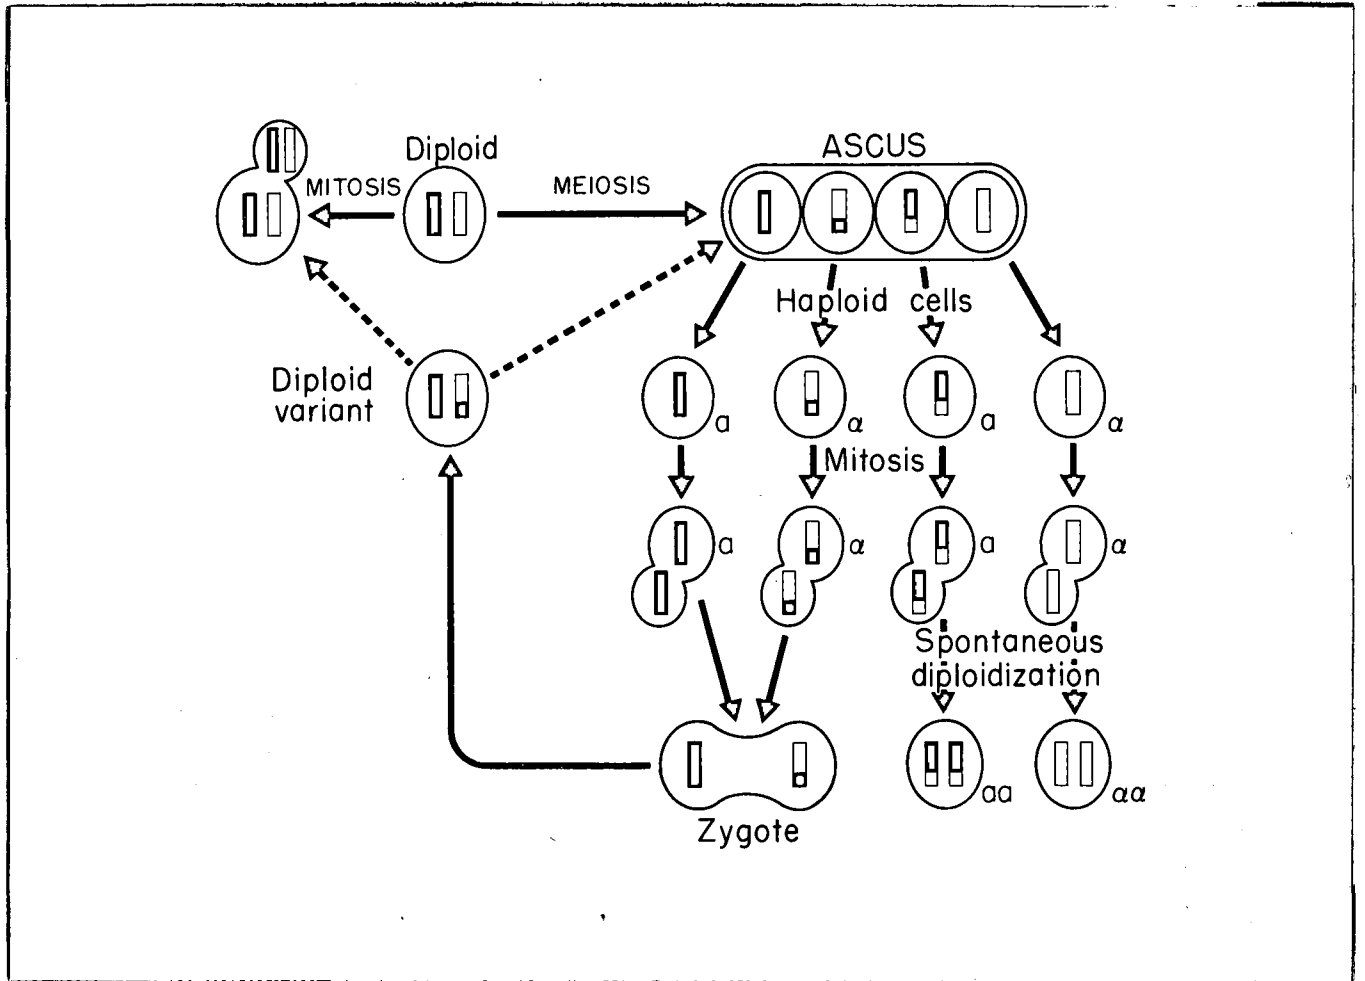 Diploid
MITOSIS
MEIOSIS
ASCUS
Haploid cells
Diploid
variant
a
α
a
α
Mitosis
a
α
a
α
Spontaneous
diploidization
aa
αα
Zygote